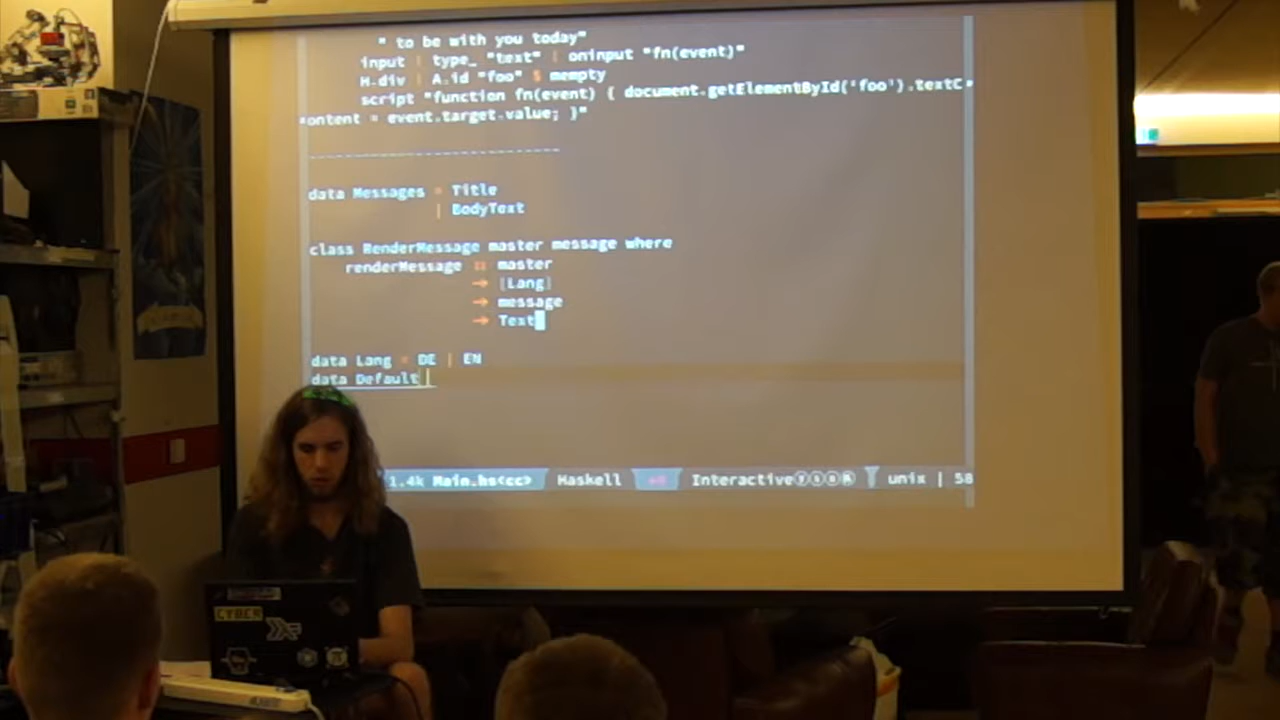 " to be with you today"
input | type_ "text" | oninput "fn(event)"
H.div | A.id "foo" $ mempty
script "function fn(event) { document.getElementById('foo').textC
ontent = event.target.value; }"
------------------------------
data Messages = Title
| BodyText
class RenderMessage master message where
renderMessage :: master
→ [Lang]
→ message
→ Text
data Lang = DE | EN
data Default
1.4k Main.hs<cc> Haskell Interactive unix | 58
CYBER